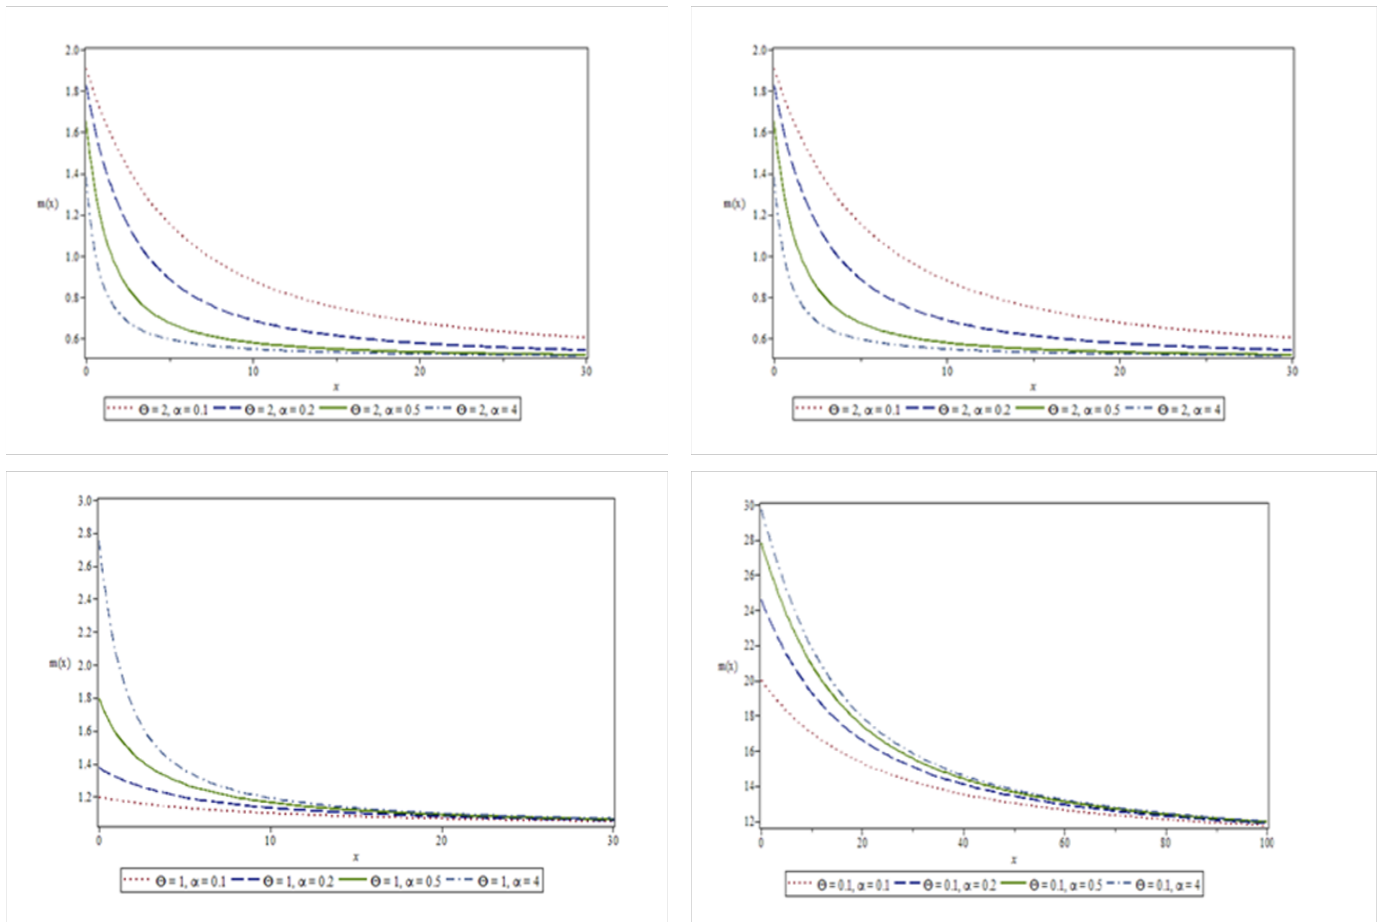 2.0
1.8
1.6
1.4
m(x)
1.2
1.0
0.8
0.6
0 10 20 30
x
Θ = 2, α = 0.1 Θ = 2, α = 0.2 Θ = 2, α = 0.5 Θ = 2, α = 4
2.0
1.8
1.6
1.4
m(x)
1.2
1.0
0.8
0.6
0 10 20 30
x
Θ = 2, α = 0.1 Θ = 2, α = 0.2 Θ = 2, α = 0.5 Θ = 2, α = 4
3.0
2.8
2.6
2.4
2.2
m(x) 2.0
1.8
1.6
1.4
1.2
0 10 20 30
x
Θ = 1, α = 0.1 Θ = 1, α = 0.2 Θ = 1, α = 0.5 Θ = 1, α = 4
30
28
26
24
22
m(x)
20
18
16
14
12
0 20 40 60 80 100
x
Θ = 0.1, α = 0.1 Θ = 0.1, α = 0.2 Θ = 0.1, α = 0.5 Θ = 0.1, α = 4